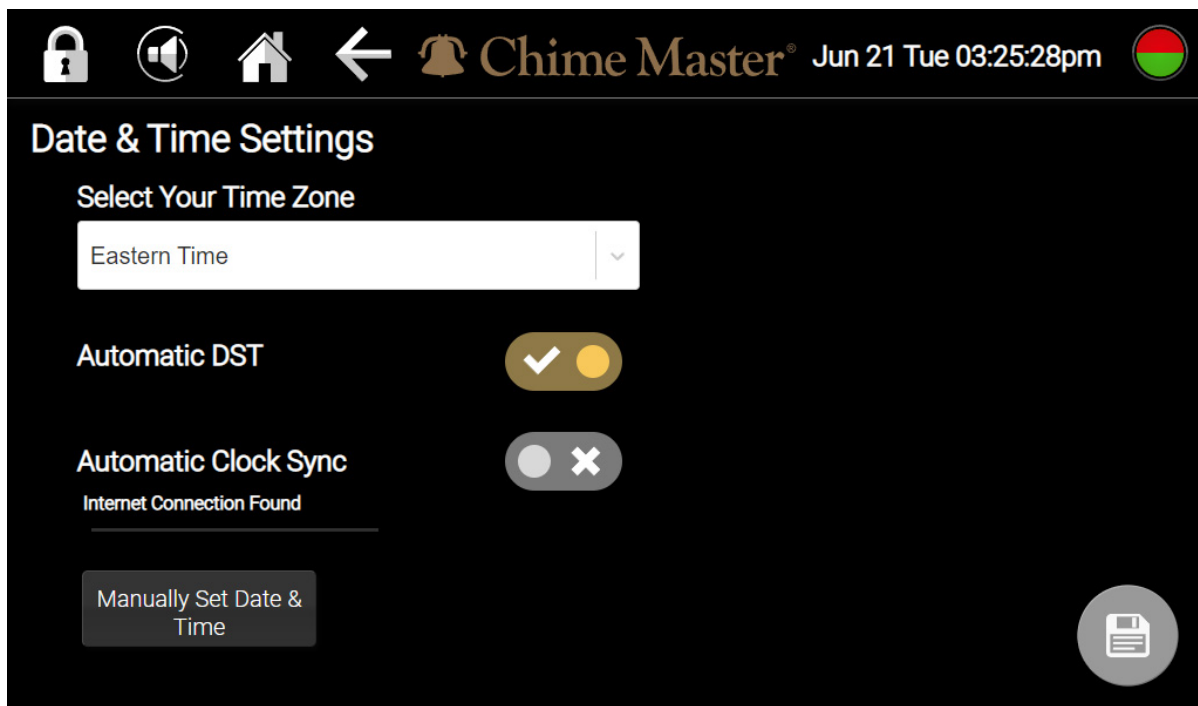 Chime Master® Jun 21 Tue 03:25:28pm
Date & Time Settings
Select Your Time Zone
Eastern Time
Automatic DST
Automatic Clock Sync
Internet Connection Found
Manually Set Date &
Time